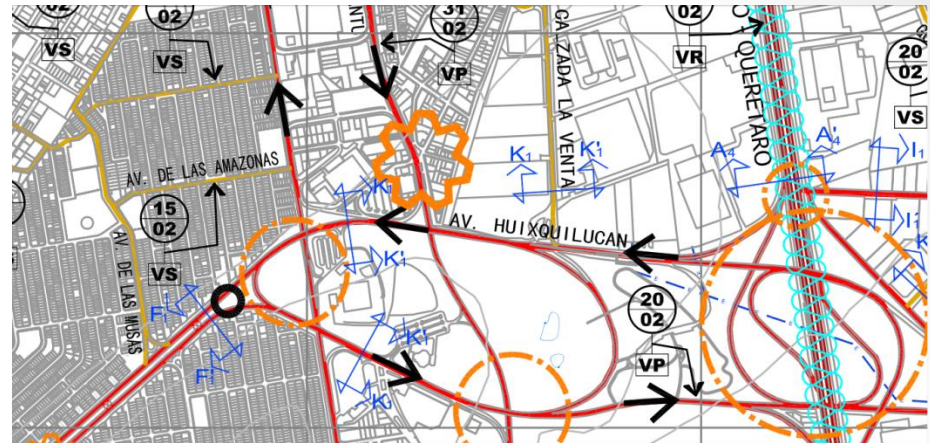 02
VS
02
VS
31
02
VP
CALZADA LA VENTA
02
VR
QUERETARO
20
02
VS
AV. DE LAS AMAZONAS
15
02
VS
AV. DE LAS MUSAS
K₁
K'₁
K₁
K'₁
A₄
A'₄
I₁
I'₁
AV. HUIXQUILUCAN
20
02
VP
F₁
F'₁
K'₁
K₁